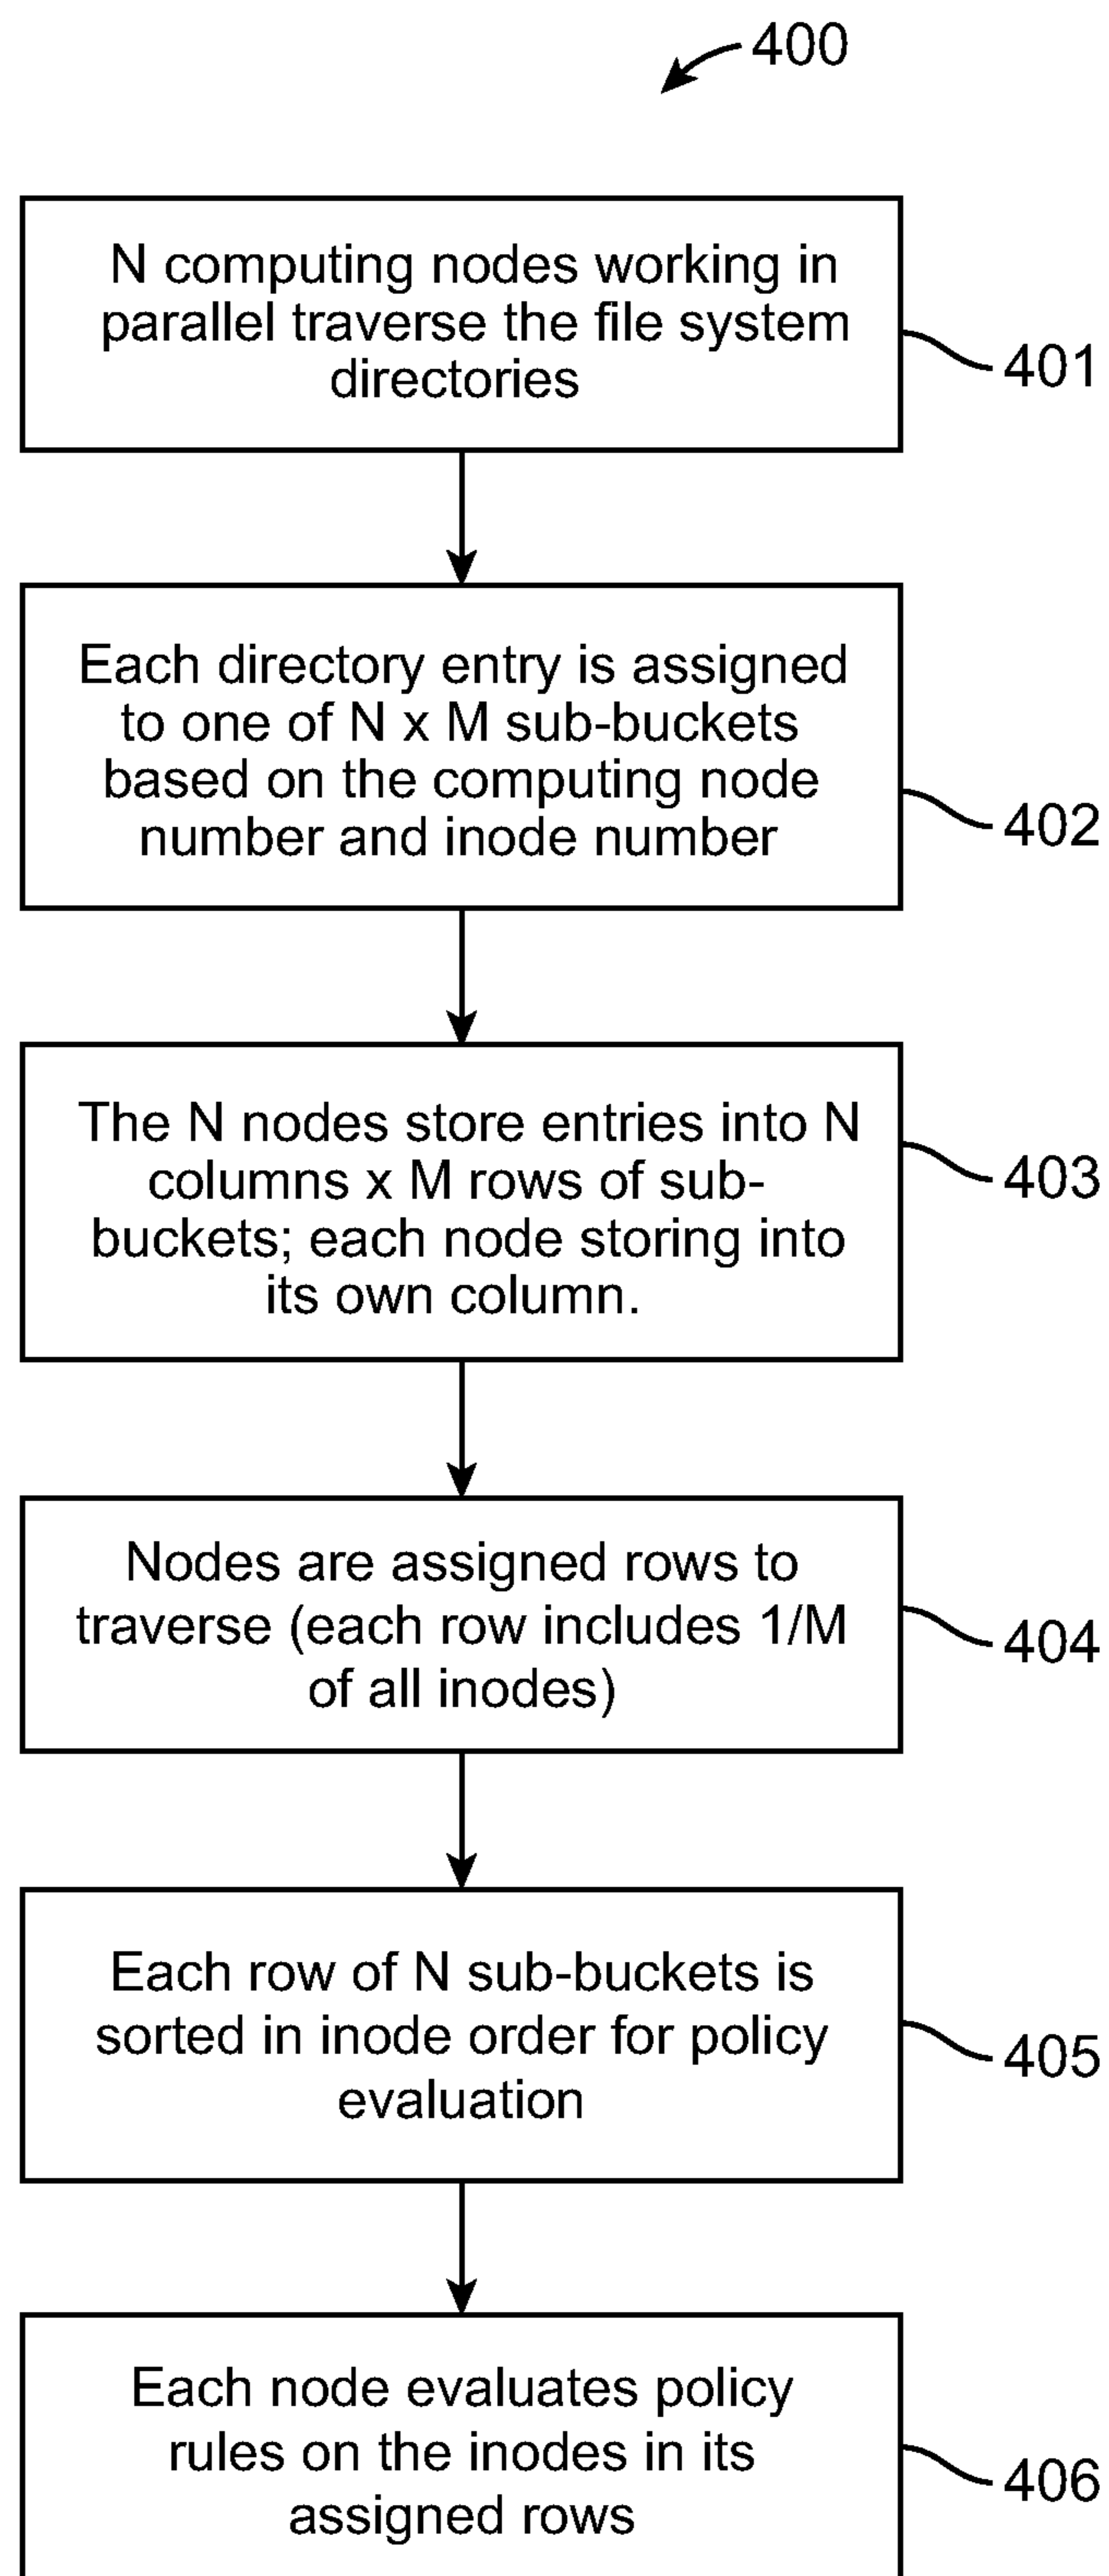 400
N computing nodes working in
parallel traverse the file system
directories
401
Each directory entry is assigned
to one of N x M sub-buckets
based on the computing node
number and inode number
402
The N nodes store entries into N
columns x M rows of sub-
buckets; each node storing into
its own column.
403
Nodes are assigned rows to
traverse (each row includes 1/M
of all inodes)
404
Each row of N sub-buckets is
sorted in inode order for policy
evaluation
405
Each node evaluates policy
rules on the inodes in its
assigned rows
406